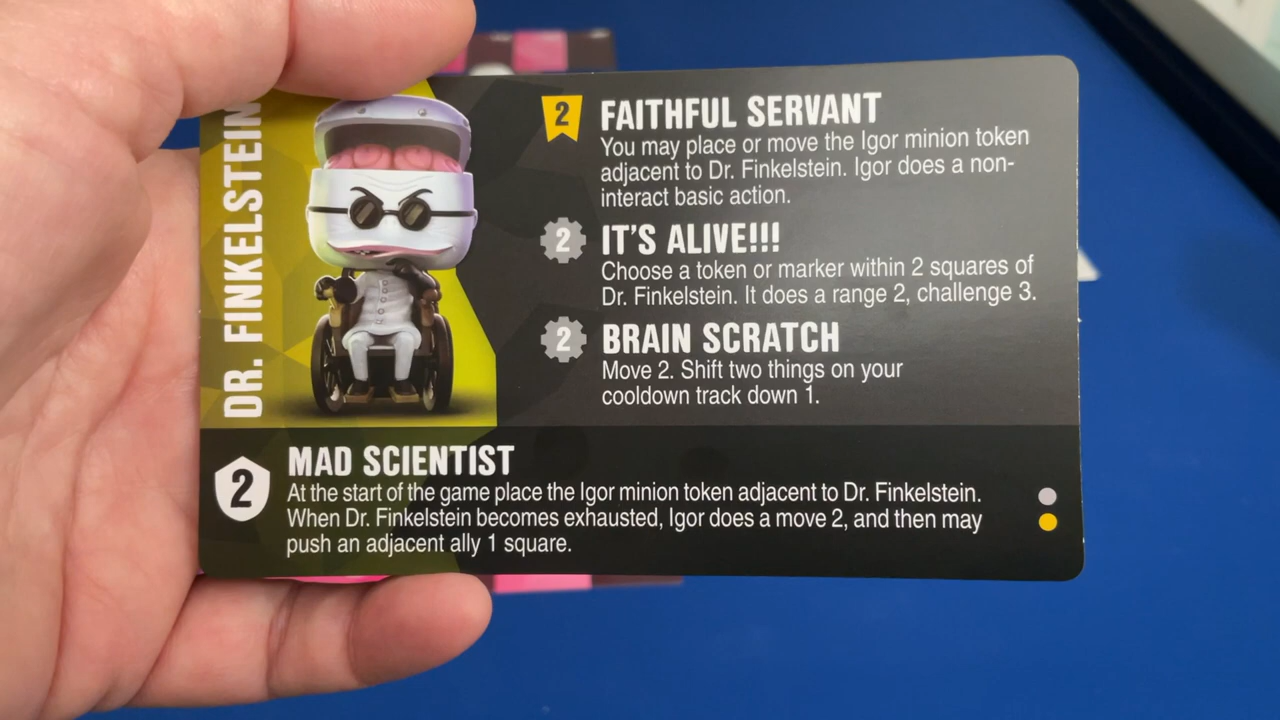 DR. FINKELSTEIN
2
FAITHFUL SERVANT
You may place or move the Igor minion token
adjacent to Dr. Finkelstein. Igor does a non-
interact basic action.
2
IT'S ALIVE!!!
Choose a token or marker within 2 squares of
Dr. Finkelstein. It does a range 2, challenge 3.
2
BRAIN SCRATCH
Move 2. Shift two things on your
cooldown track down 1.
2
MAD SCIENTIST
At the start of the game place the Igor minion token adjacent to Dr. Finkelstein.
When Dr. Finkelstein becomes exhausted, Igor does a move 2, and then may
push an adjacent ally 1 square.